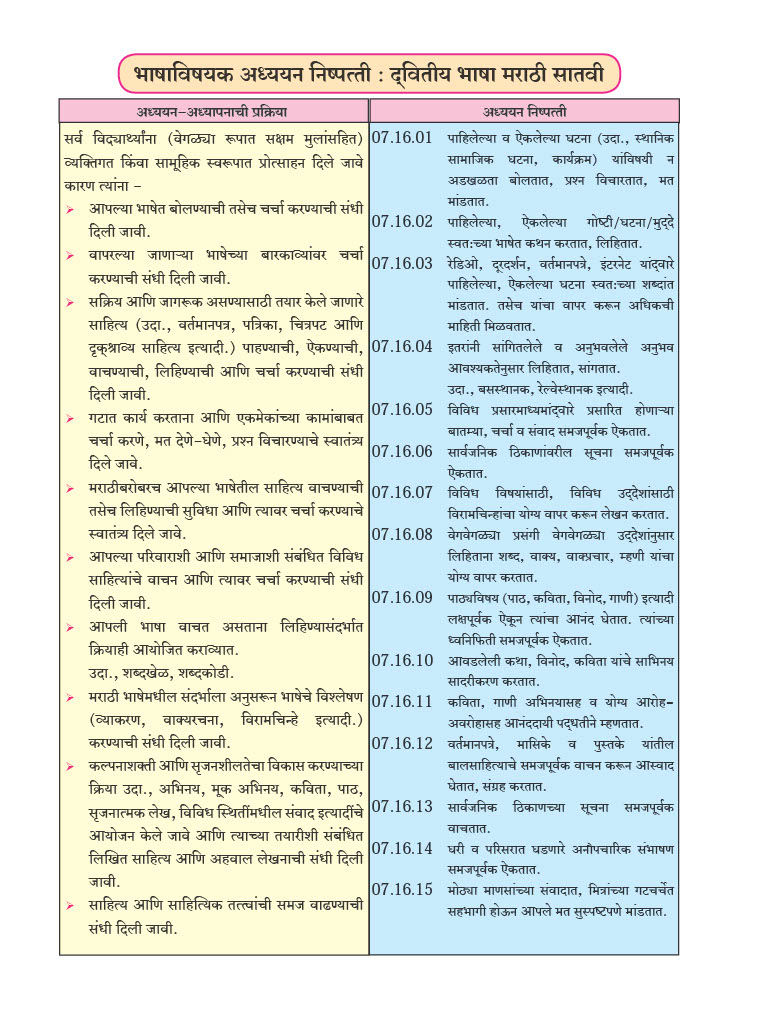 भाषाविषयक अध्ययन निष्पत्ती : द्‌वितीय भाषा मराठी सातवी
अध्ययन-अध्यापनाची प्रक्रिया
सर्व विद्यार्थ्यांना (वेगळ्या रूपात सक्षम मुलांसहित)
व्यक्तिगत किंवा सामूहिक स्वरूपात प्रोत्साहन दिले जावे
कारण त्यांना -
➢ आपल्या भाषेत बोलण्याची तसेच चर्चा करण्याची संधी
दिली जावी.
➢ वापरल्या जाणाऱ्या भाषेच्या बारकाव्यांवर चर्चा
करण्याची संधी दिली जावी.
➢ सक्रिय आणि जागरूक असण्यासाठी तयार केले जाणारे
साहित्य (उदा., वर्तमानपत्र, पत्रिका, चित्रपट आणि
दृक्‌श्राव्य साहित्य इत्यादी.) पाहण्याची, ऐकण्याची,
वाचण्याची, लिहिण्याची आणि चर्चा करण्याची संधी
दिली जावी.
➢ गटात कार्य करताना आणि एकमेकांच्या कामांबाबत
चर्चा करणे, मत देणे-घेणे, प्रश्न विचारण्याचे स्वातंत्र्य
दिले जावे.
➢ मराठीबरोबरच आपल्या भाषेतील साहित्य वाचण्याची
तसेच लिहिण्याची सुविधा आणि त्यावर चर्चा करण्याचे
स्वातंत्र्य दिले जावे.
➢ आपल्या परिवाराशी आणि समाजाशी संबंधित विविध
साहित्यांचे वाचन आणि त्यावर चर्चा करण्याची संधी
दिली जावी.
➢ आपली भाषा वाचत असताना लिहिण्यासंदर्भात
क्रियाही आयोजित कराव्यात.
उदा., शब्दखेळ, शब्दकोडी.
➢ मराठी भाषेमधील संदर्भाला अनुसरून भाषेचे विश्लेषण
(व्याकरण, वाक्यरचना, विरामचिन्हे इत्यादी.)
करण्याची संधी दिली जावी.
➢ कल्पनाशक्ती आणि सृजनशीलतेचा विकास करण्याच्या
क्रिया उदा., अभिनय, मूक अभिनय, कविता, पाठ,
सृजनात्मक लेख, विविध स्थितींमधील संवाद इत्यादींचे
आयोजन केले जावे आणि त्याच्या तयारीशी संबंधित
लिखित साहित्य आणि अहवाल लेखनाची संधी दिली
जावी.
➢ साहित्य आणि साहित्यिक तत्त्वांची समज वाढण्याची
संधी दिली जावी.
अध्ययन निष्पत्ती
07.16.01 पाहिलेल्या व ऐकलेल्या घटना (उदा., स्थानिक
सामाजिक घटना, कार्यक्रम) यांविषयी न
अडखळता बोलतात, प्रश्न विचारतात, मत
मांडतात.
07.16.02 पाहिलेल्या, ऐकलेल्या गोष्टी/घटना/मुद्‌दे
स्वत:च्या भाषेत कथन करतात, लिहितात.
07.16.03 रेडिओ, दूरदर्शन, वर्तमानपत्रे, इंटरनेट यांद्‌वारे
पाहिलेल्या, ऐकलेल्या घटना स्वत:च्या शब्दांत
मांडतात. तसेच यांचा वापर करून अधिकची
माहिती मिळवतात.
07.16.04 इतरांनी सांगितलेले व अनुभवलेले अनुभव
आवश्यकतेनुसार लिहितात, सांगतात.
उदा., बसस्थानक, रेल्वेस्थानक इत्यादी.
07.16.05 विविध प्रसारमाध्यमांद्‌वारे प्रसारित होणाऱ्या
बातम्या, चर्चा व संवाद समजपूर्वक ऐकतात.
07.16.06 सार्वजनिक ठिकाणांवरील सूचना समजपूर्वक
ऐकतात.
07.16.07 विविध विषयांसाठी, विविध उद्‌देशांसाठी
विरामचिन्हांचा योग्य वापर करून लेखन करतात.
07.16.08 वेगवेगळ्या प्रसंगी वेगवेगळ्या उद्‌देशांनुसार
लिहिताना शब्द, वाक्य, वाक्प्रचार, म्हणी यांचा
योग्य वापर करतात.
07.16.09 पाठ्यविषय (पाठ, कविता, विनोद, गाणी) इत्यादी
लक्षपूर्वक ऐकून त्यांचा आनंद घेतात. त्यांच्या
ध्वनिफिती समजपूर्वक ऐकतात.
07.16.10 आवडलेली कथा, विनोद, कविता यांचे साभिनय
सादरीकरण करतात.
07.16.11 कविता, गाणी अभिनयासह व योग्य आरोह-
अवरोहासह आनंददायी पद्‌धतीने म्हणतात.
07.16.12 वर्तमानपत्रे, मासिके व पुस्तके यांतील
बालसाहित्याचे समजपूर्वक वाचन करून आस्वाद
घेतात, संग्रह करतात.
07.16.13 सार्वजनिक ठिकाणच्या सूचना समजपूर्वक
वाचतात.
07.16.14 घरी व परिसरात घडणारे अनौपचारिक संभाषण
समजपूर्वक ऐकतात.
07.16.15 मोठ्या माणसांच्या संवादात, मित्रांच्या गटचर्चेत
सहभागी होऊन आपले मत सुस्पष्टपणे मांडतात.